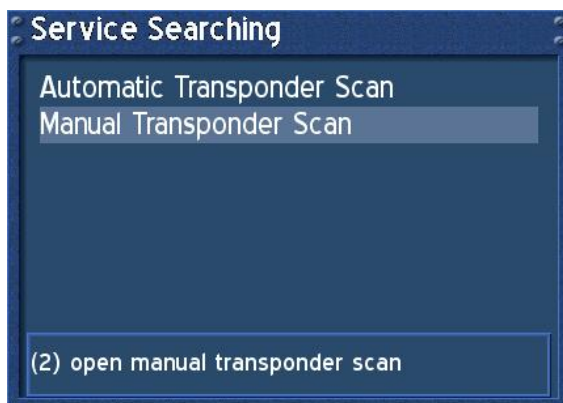 Service Searching
Automatic Transponder Scan
Manual Transponder Scan
(2) open manual transponder scan